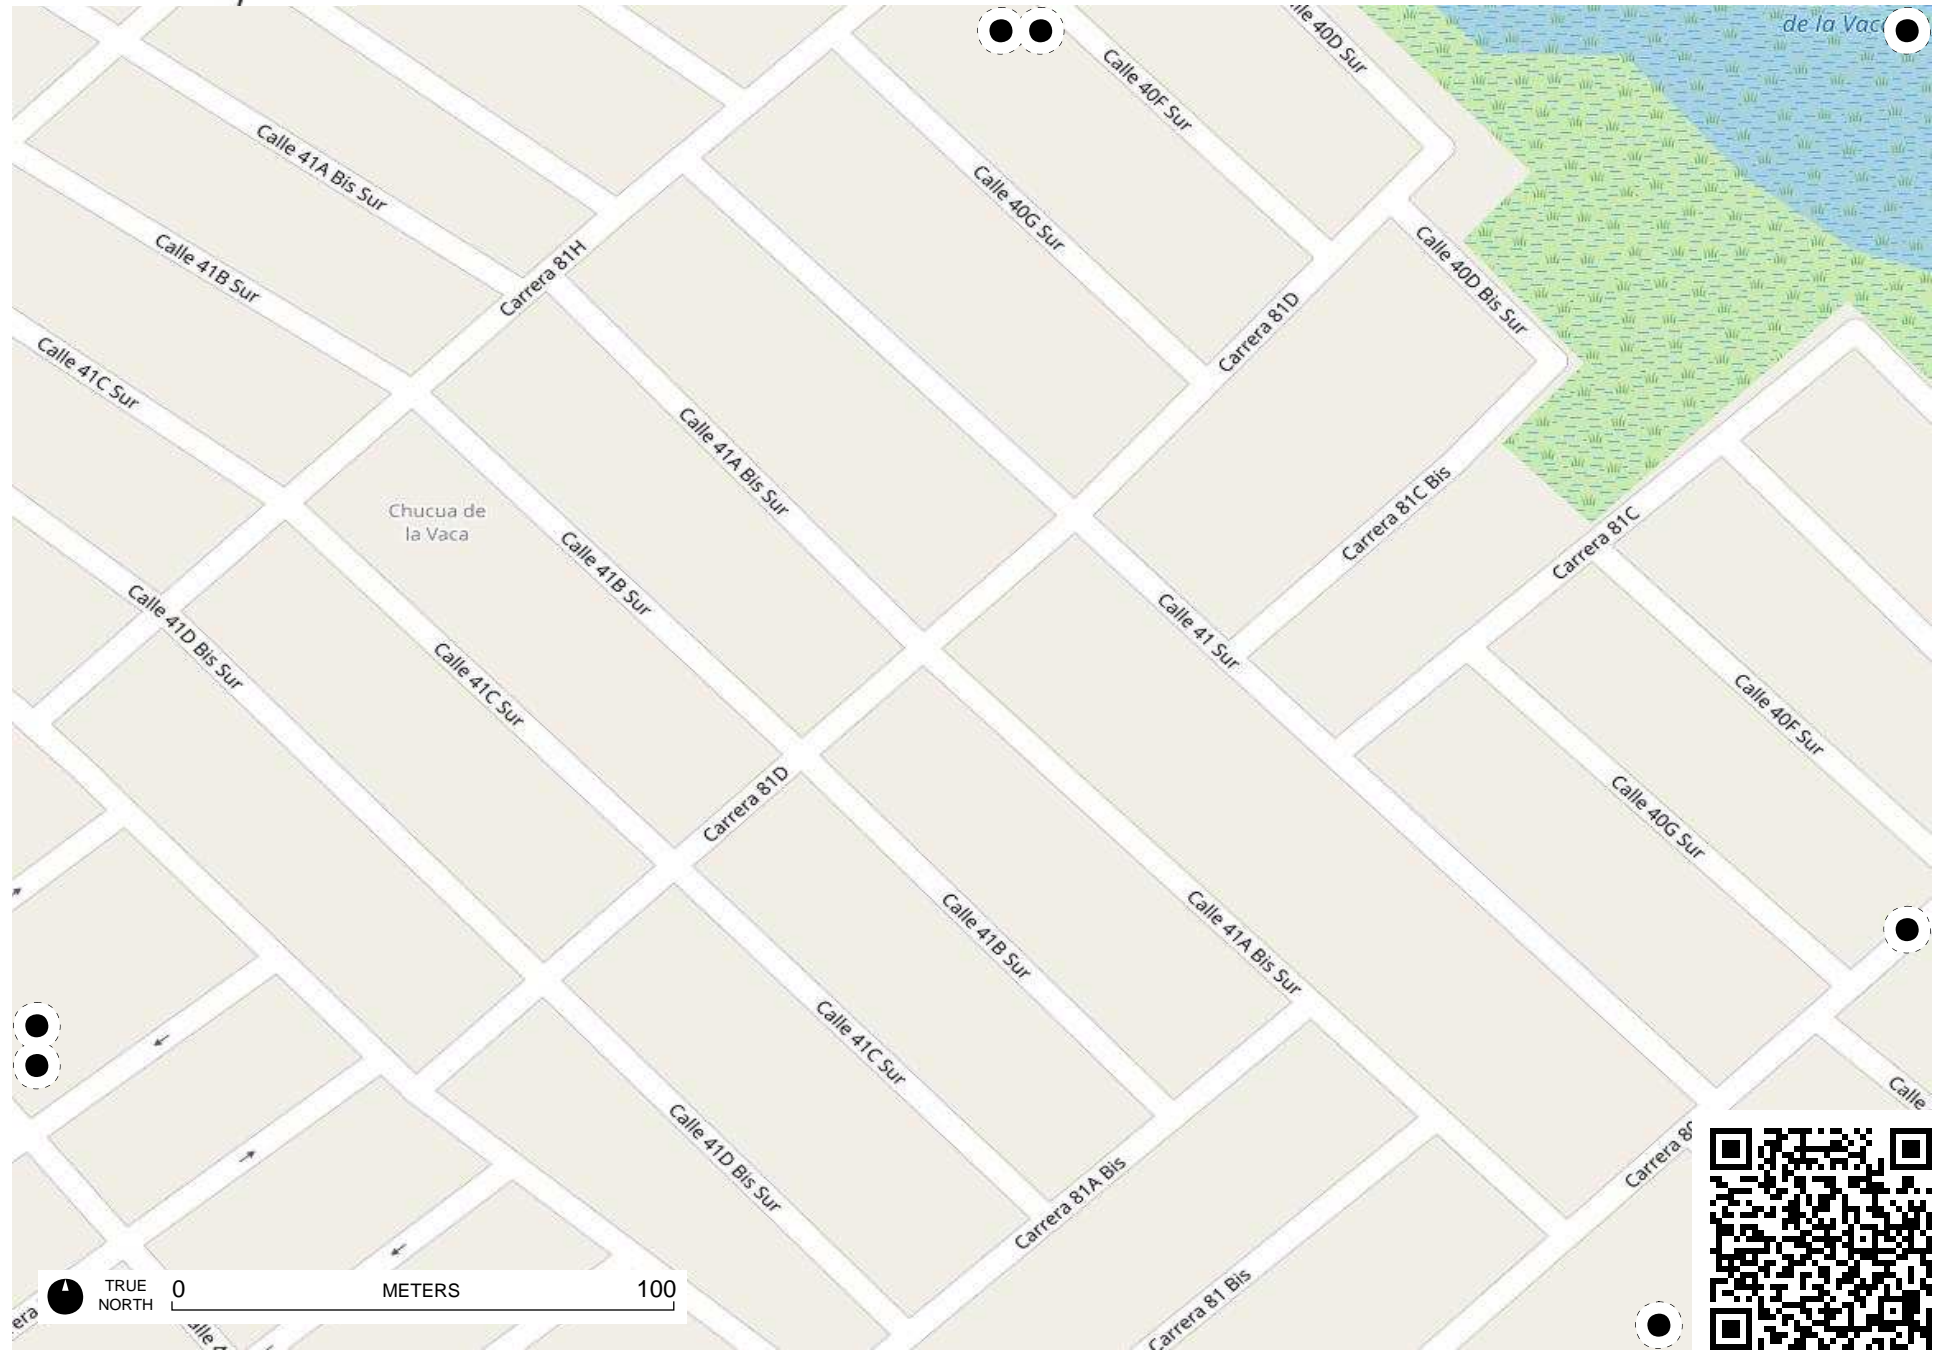 de la Vac
Calle 40F Sur
Calle 41A Bis Sur
Calle 40G Sur
Calle 41B Sur
Carrera 81H
Calle 40D Bis Sur
Carrera 81D
Calle 41C Sur
Calle 41A Bis Sur
Carrera 81C Bis
Chucua de
la Vaca
Carrera 81C
Calle 41B Sur
Calle 41D Bis Sur
Calle 41 Sur
Calle 41C Sur
Calle 40F Sur
Carrera 81D
Calle 40G Sur
Calle 41B Sur
Calle 41A Bis Sur
Calle 41C Sur
Calle
Calle 41D Bis Sur
Carrera 81A Bis
Carrera
Carrera 81 Bis
TRUE
NORTH
0 METERS 100